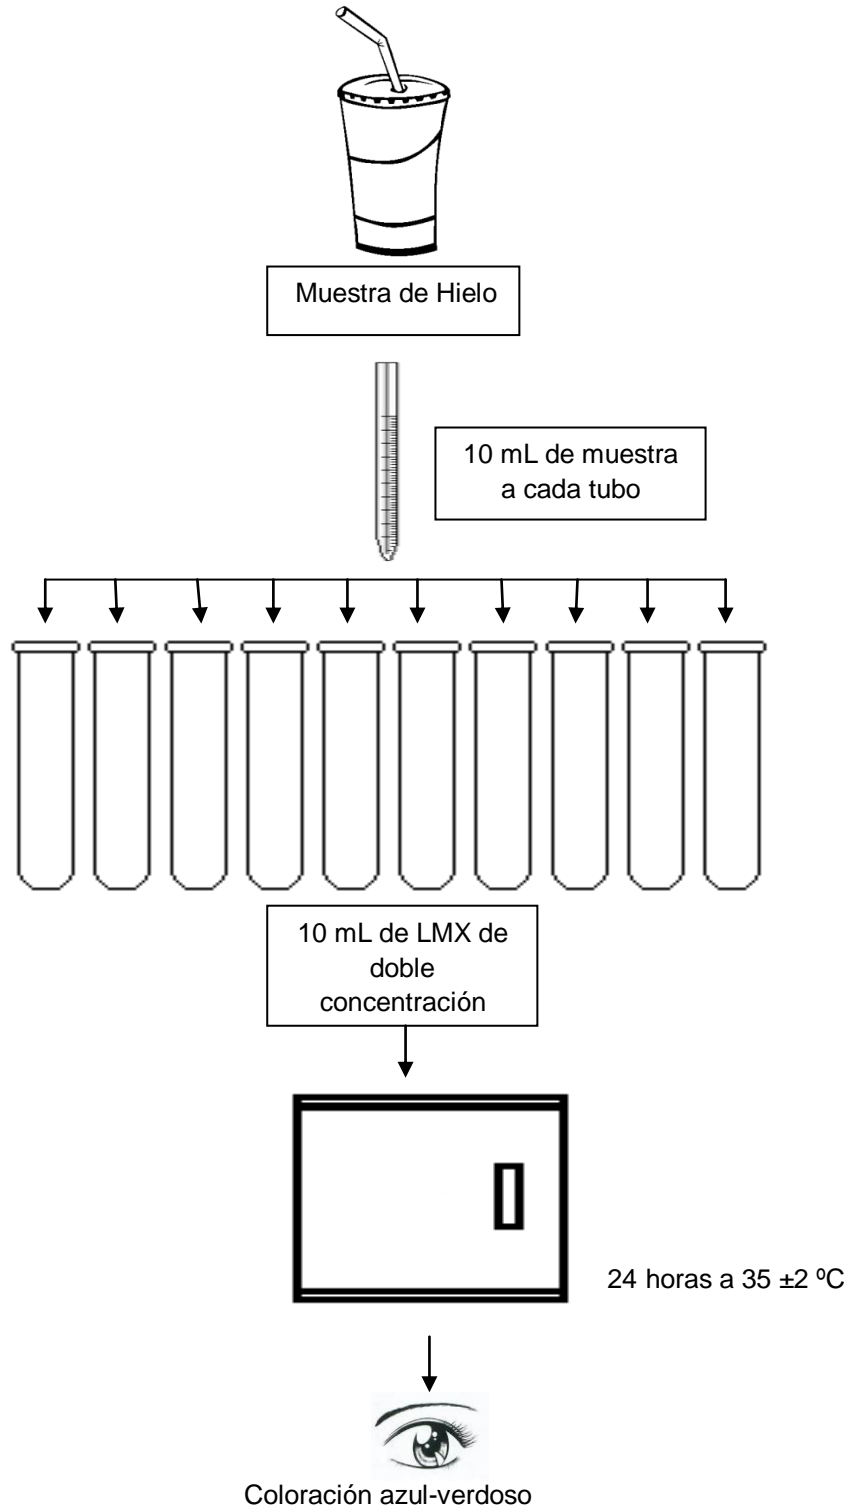 Muestra de Hielo
10 mL de muestra
a cada tubo
10 mL de LMX de
doble
concentración
24 horas a 35 ±2 ºC
Coloración azul-verdoso